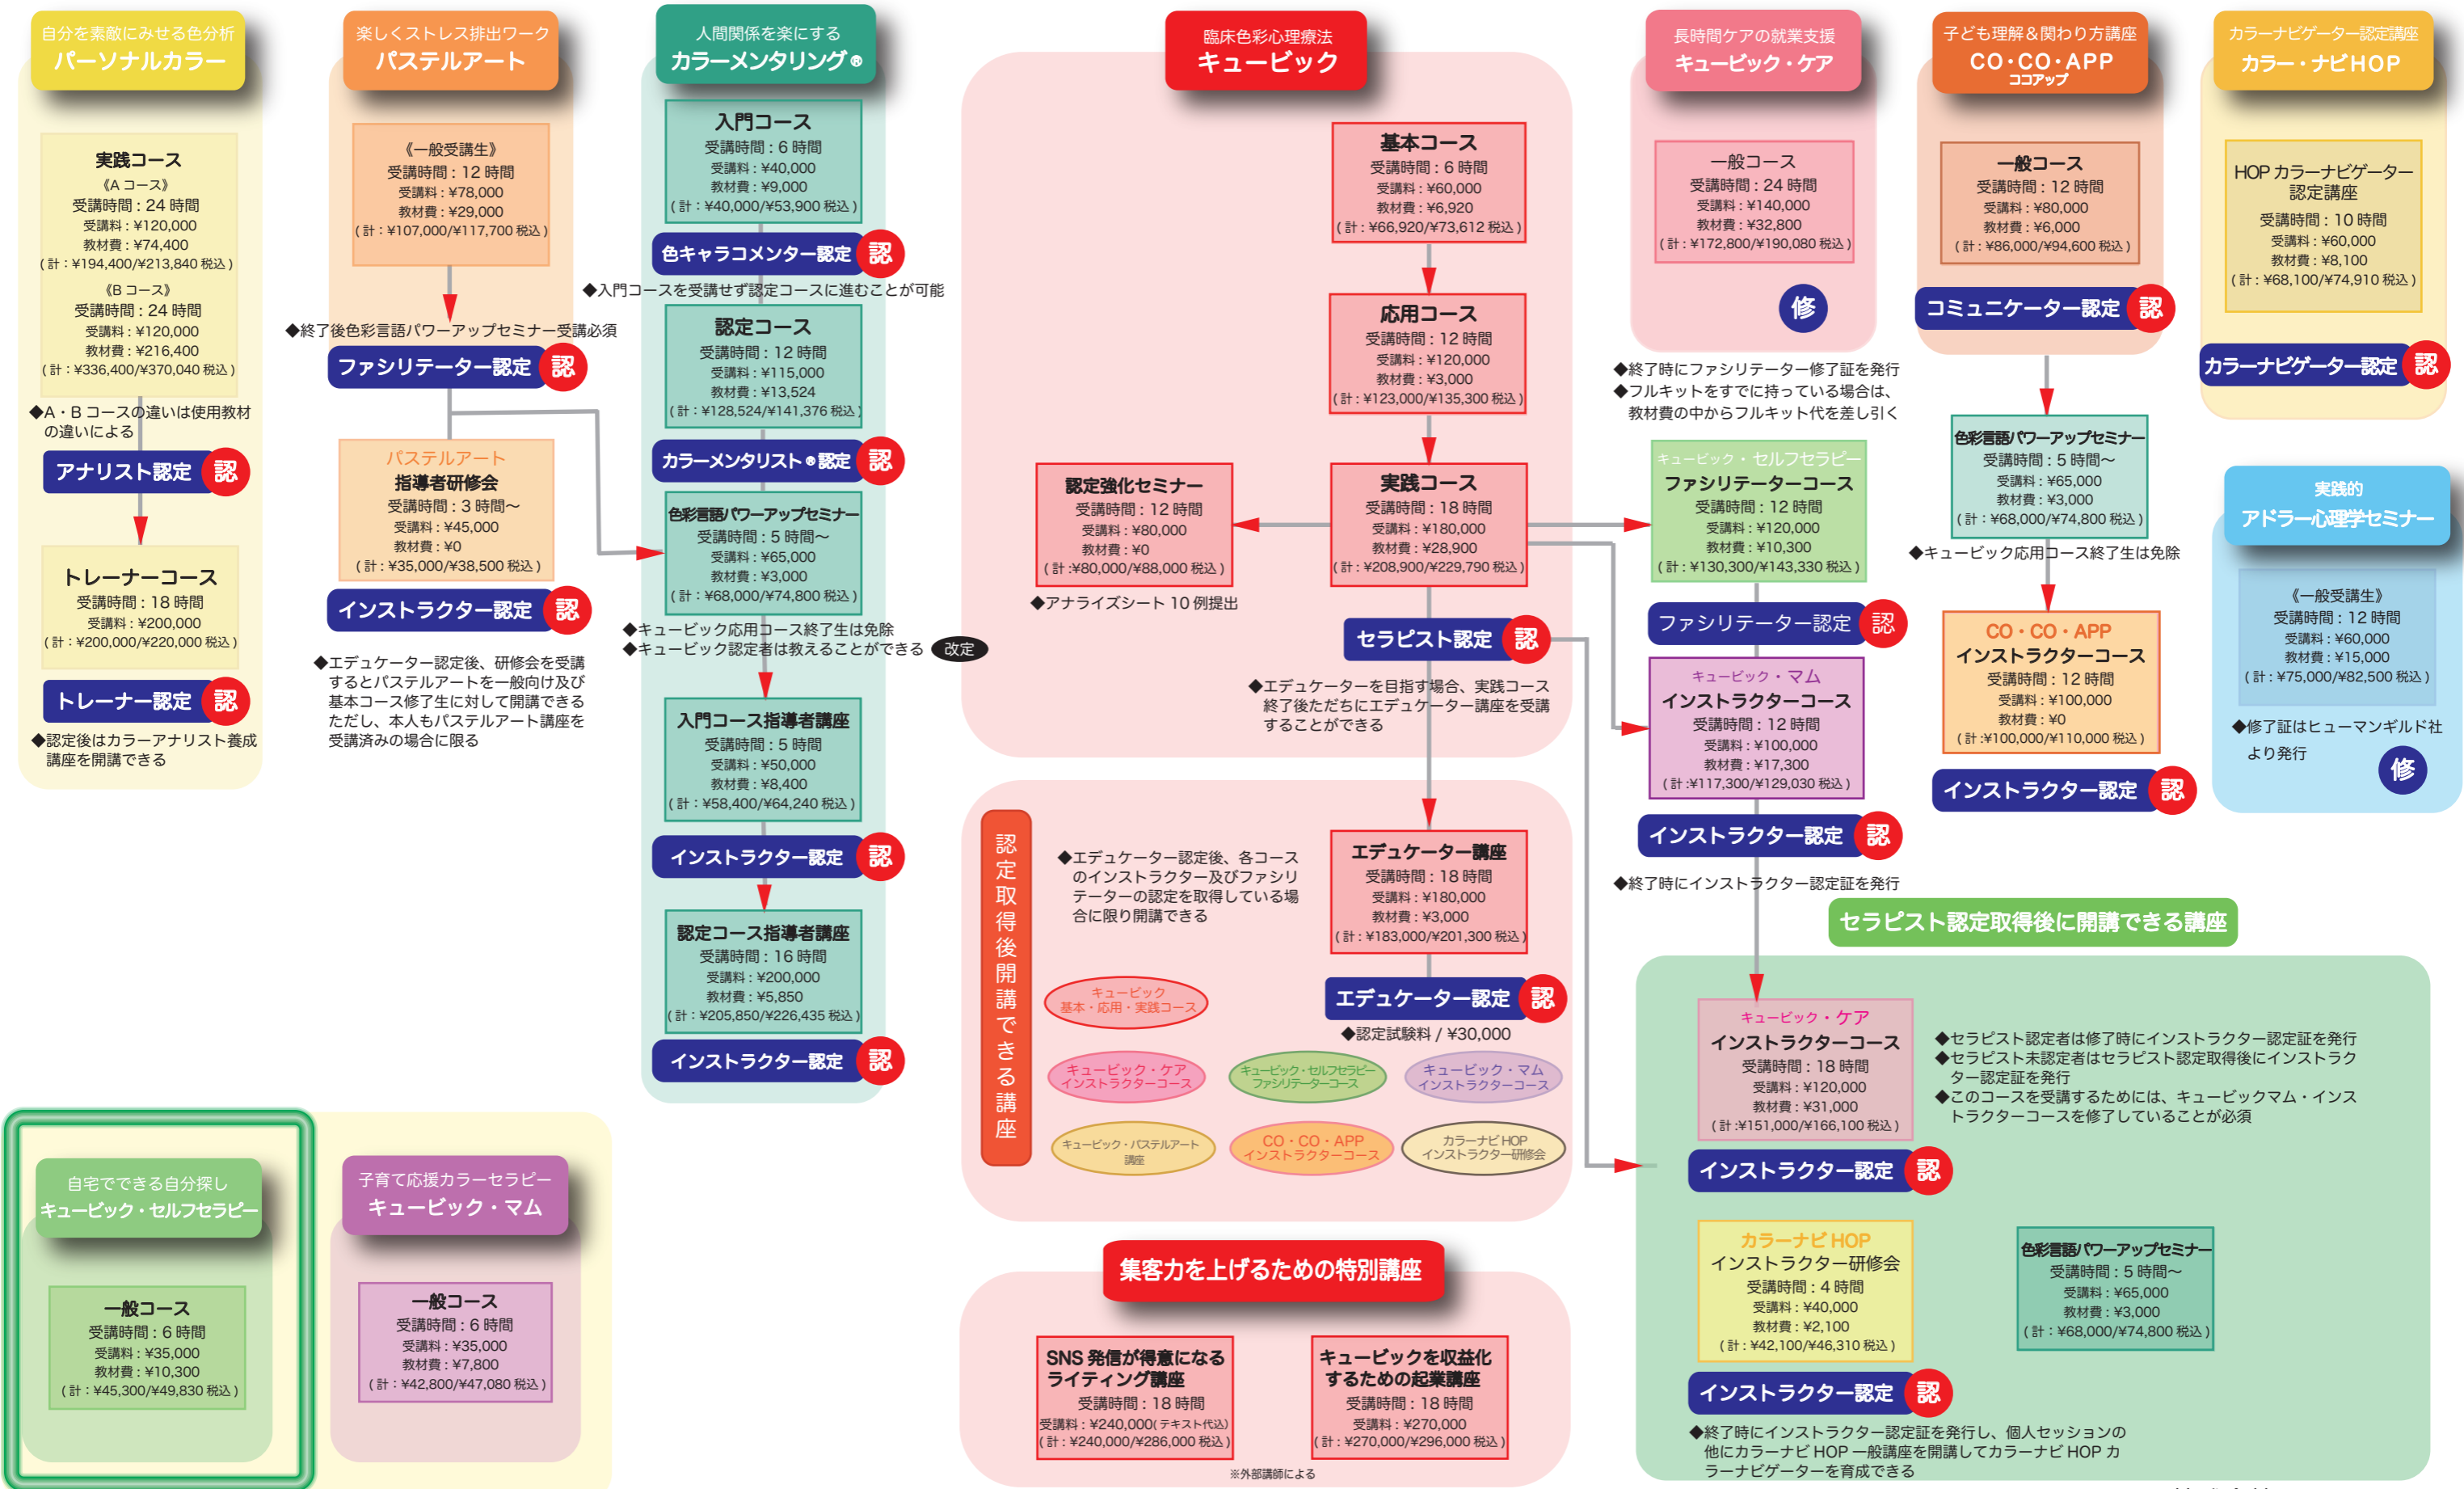 自分を素敵にみせる色分析
パーソナルカラー
実践コース
《A コース》
受講時間 : 24 時間
受講料 : ¥120,000
教材費 : ¥74,400
( 計 : ¥194,400/¥213,840 税込 )
《B コース》
受講時間 : 24 時間
受講料 : ¥120,000
教材費 : ¥216,400
( 計 : ¥336,400/¥370,040 税込 )
◆A・B コースの違いは使用教材
の違いによる
アナリスト認定 認
トレーナーコース
受講時間 : 18 時間
受講料 : ¥200,000
( 計 : ¥200,000/¥220,000 税込 )
トレーナー認定 認
◆認定後はカラーアナリスト養成
講座を開講できる
楽しくストレス排出ワーク
パステルアート
《一般受講生》
受講時間 : 12 時間
受講料 : ¥78,000
教材費 : ¥29,000
( 計 : ¥107,000/¥117,700 税込 )
◆終了後色彩言語パワーアップセミナー受講必須
ファシリテーター認定 認
パステルアート
指導者研修会
受講時間 : 3 時間〜
受講料 : ¥45,000
教材費 : ¥0
( 計 : ¥35,000/¥38,500 税込 )
インストラクター認定 認
◆エデュケーター認定後、研修会を受講
するとパステルアートを一般向け及び
基本コース修了生に対して開講できる
ただし、本人もパステルアート講座を
受講済みの場合に限る
人間関係を楽にする
カラーメンタリング®
入門コース
受講時間 : 6 時間
受講料 : ¥40,000
教材費 : ¥9,000
( 計 : ¥40,000/¥53,900 税込 )
色キャラコメンター認定 認
◆入門コースを受講せず認定コースに進むことが可能
認定コース
受講時間 : 12 時間
受講料 : ¥115,000
教材費 : ¥13,524
( 計 : ¥128,524/¥141,376 税込 )
カラーメンタリスト®認定 認
色彩言語パワーアップセミナー
受講時間 : 5 時間〜
受講料 : ¥65,000
教材費 : ¥3,000
( 計 : ¥68,000/¥74,800 税込 )
◆キュービック応用コース終了生は免除
◆キュービック認定者は教えることができる 改定
入門コース指導者講座
受講時間 : 5 時間
受講料 : ¥50,000
教材費 : ¥8,400
( 計 : ¥58,400/¥64,240 税込 )
インストラクター認定 認
認定コース指導者講座
受講時間 : 16 時間
受講料 : ¥200,000
教材費 : ¥5,850
( 計 : ¥205,850/¥226,435 税込 )
インストラクター認定 認
臨床色彩心理療法
キュービック
基本コース
受講時間 : 6 時間
受講料 : ¥60,000
教材費 : ¥6,920
( 計 : ¥66,920/¥73,612 税込 )
応用コース
受講時間 : 12 時間
受講料 : ¥120,000
教材費 : ¥3,000
( 計 : ¥123,000/¥135,300 税込 )
認定強化セミナー
受講時間 : 12 時間
受講料 : ¥80,000
教材費 : ¥0
( 計 :¥80,000/¥88,000 税込 )
◆アナライズシート 10 例提出
実践コース
受講時間 : 18 時間
受講料 : ¥180,000
教材費 : ¥28,900
( 計 : ¥208,900/¥229,790 税込 )
セラピスト認定 認
◆エデュケーターを目指す場合、実践コース
終了後ただちにエデュケーター講座を受講
することができる
認定取得後開講できる講座
◆エデュケーター認定後、各コース
のインストラクター及びファシリ
テーターの認定を取得している場
合に限り開講できる
エデュケーター講座
受講時間 : 18 時間
受講料 : ¥180,000
教材費 : ¥3,000
( 計 : ¥183,000/¥201,300 税込 )
エデュケーター認定 認
◆認定試験料 / ¥30,000
キュービック
基本・応用・実践コース
キュービック・ケア
インストラクターコース
キュービック・セルフセラピー
ファシリテーターコース
キュービック・マム
インストラクターコース
キュービック・パステルアート
講座
CO・CO・APP
インストラクターコース
カラーナビ HOP
インストラクター研修会
集客力を上げるための特別講座
SNS 発信が得意になる
ライティング講座
受講時間 : 18 時間
受講料 : ¥240,000( テキスト代込)
( 計 : ¥240,000/¥286,000 税込 )
キュービックを収益化
するための起業講座
受講時間 : 18 時間
受講料 : ¥270,000
( 計 : ¥270,000/¥296,000 税込 )
※外部講師による
長時間ケアの就業支援
キュービック・ケア
一般コース
受講時間 : 24 時間
受講料 : ¥140,000
教材費 : ¥32,800
( 計 : ¥172,800/¥190,080 税込 )
修
◆終了時にファシリテーター修了証を発行
◆フルキットをすでに持っている場合は、
教材費の中からフルキット代を差し引く
キュービック・セルフセラピー
ファシリテーターコース
受講時間 : 12 時間
受講料 : ¥120,000
教材費 : ¥10,300
( 計 : ¥130,300/¥143,330 税込 )
ファシリテーター認定 認
キュービック・マム
インストラクターコース
受講時間 : 12 時間
受講料 : ¥100,000
教材費 : ¥17,300
( 計 :¥117,300/¥129,030 税込 )
インストラクター認定 認
◆終了時にインストラクター認定証を発行
子ども理解＆関わり方講座
CO・CO・APP
ココアップ
一般コース
受講時間 : 12 時間
受講料 : ¥80,000
教材費 : ¥6,000
( 計 : ¥86,000/¥94,600 税込 )
コミュニケーター認定 認
色彩言語パワーアップセミナー
受講時間 : 5 時間〜
受講料 : ¥65,000
教材費 : ¥3,000
( 計 : ¥68,000/¥74,800 税込 )
◆キュービック応用コース終了生は免除
CO・CO・APP
インストラクターコース
受講時間 : 12 時間
受講料 : ¥100,000
教材費 : ¥0
( 計 :¥100,000/¥110,000 税込 )
インストラクター認定 認
カラーナビゲーター認定講座
カラー・ナビ HOP
HOP カラーナビゲーター
認定講座
受講時間 : 10 時間
受講料 : ¥60,000
教材費 : ¥8,100
( 計 : ¥68,100/¥74,910 税込 )
カラーナビゲーター認定 認
実践的
アドラー心理学セミナー
《一般受講生》
受講時間 : 12 時間
受講料 : ¥60,000
教材費 : ¥15,000
( 計 : ¥75,000/¥82,500 税込 )
◆修了証はヒューマンギルド社
より発行
修
セラピスト認定取得後に開講できる講座
キュービック・ケア
インストラクターコース
受講時間 : 18 時間
受講料 : ¥120,000
教材費 : ¥31,000
( 計 :¥151,000/¥166,100 税込 )
インストラクター認定 認
◆セラピスト認定者は修了時にインストラクター認定証を発行
◆セラピスト未認定者はセラピスト認定取得後にインストラク
ター認定証を発行
◆このコースを受講するためには、キュービックマム・インス
トラクターコースを修了していることが必須
カラーナビ HOP
インストラクター研修会
受講時間 : 4 時間
受講料 : ¥40,000
教材費 : ¥2,100
( 計 : ¥42,100/¥46,310 税込 )
インストラクター認定 認
◆終了時にインストラクター認定証を発行し、個人セッションの
他にカラーナビ HOP 一般講座を開講してカラーナビ HOP カ
ラーナビゲーターを育成できる
色彩言語パワーアップセミナー
受講時間 : 5 時間〜
受講料 : ¥65,000
教材費 : ¥3,000
( 計 : ¥68,000/¥74,800 税込 )
自宅でできる自分探し
キュービック・セルフセラピー
一般コース
受講時間 : 6 時間
受講料 : ¥35,000
教材費 : ¥10,300
( 計 : ¥45,300/¥49,830 税込 )
子育て応援カラーセラピー
キュービック・マム
一般コース
受講時間 : 6 時間
受講料 : ¥35,000
教材費 : ¥7,800
( 計 : ¥42,800/¥47,080 税込 )